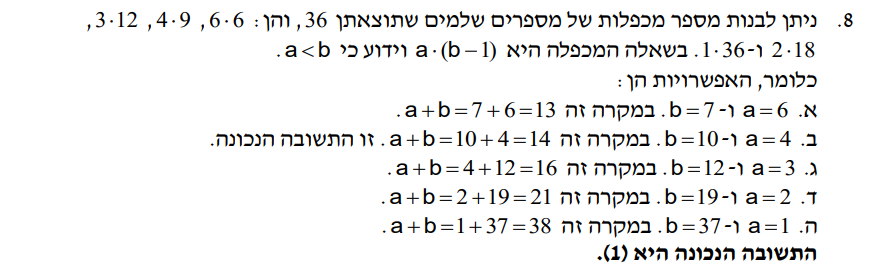 8. ניתן לבנות מספר מכפלות של מספרים שלמים שתוצאתן 36, והן: 6·6, 4·9, 3·12,
2·18 ו-1·36. בשאלה המכפלה היא a·(b−1) וידוע כי a<b.
כלומר, האפשרויות הן:
א. a=6 ו-b=7. במקרה זה a+b=7+6=13.
ב. a=4 ו-b=10. במקרה זה a+b=10+4=14. זו התשובה הנכונה.
ג. a=3 ו-b=12. במקרה זה a+b=4+12=16.
ד. a=2 ו-b=19. במקרה זה a+b=2+19=21.
ה. a=1 ו-b=37. במקרה זה a+b=1+37=38.
התשובה הנכונה היא (1).